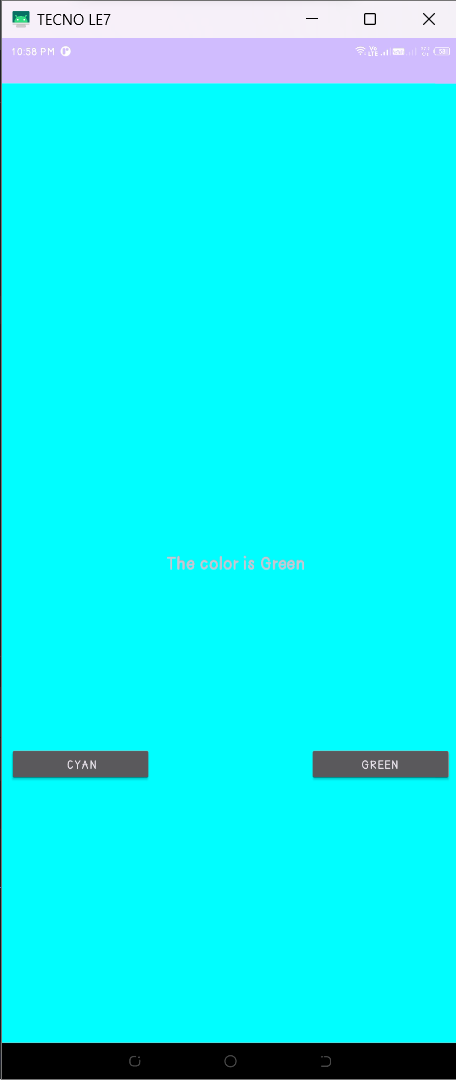 TECNO LE7
10:58 PM
The color is Green
CYAN
GREEN